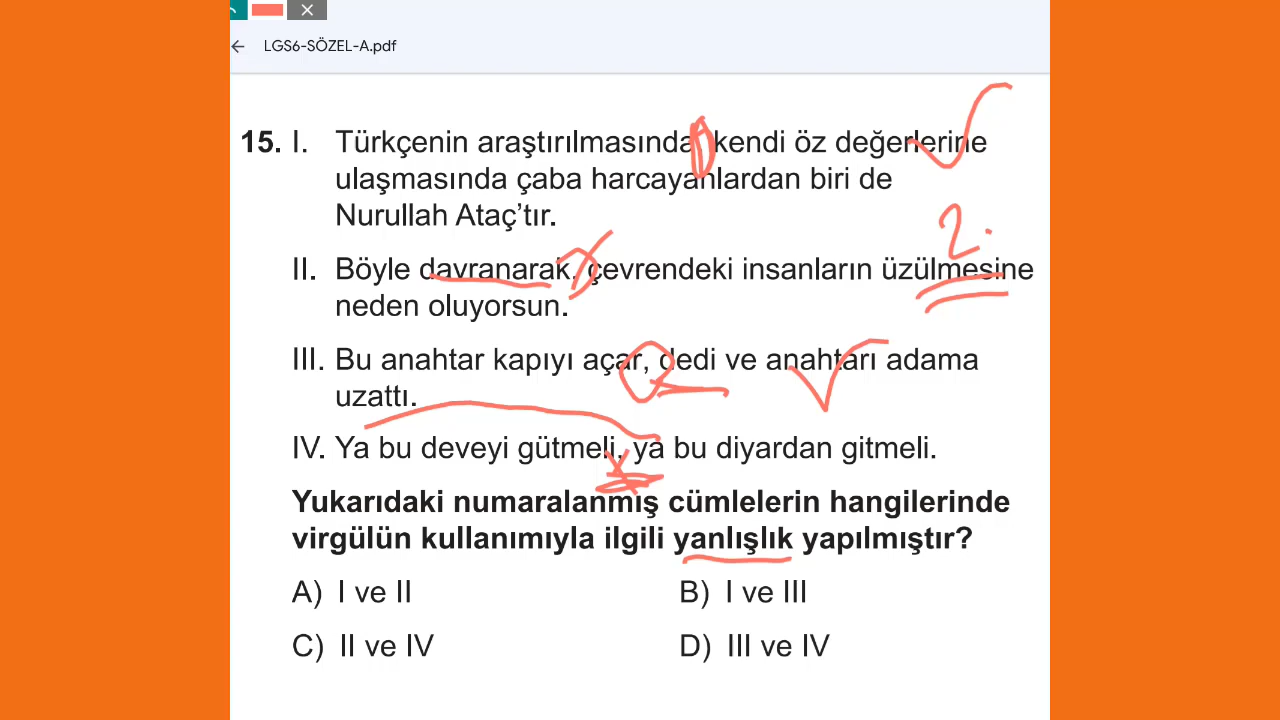 LGS6-SÖZEL-A.pdf
15. I. Türkçenin araştırılmasında, kendi öz değerlerine
ulaşmasında çaba harcayanlardan biri de
Nurullah Ataç’tır.
2.
II. Böyle davranarak, çevrendeki insanların üzülmesine
neden oluyorsun.
III. Bu anahtar kapıyı açar, dedi ve anahtarı adama
uzattı.
IV. Ya bu deveyi gütmeli, ya bu diyardan gitmeli.
Yukarıdaki numaralanmış cümlelerin hangilerinde
virgülün kullanımıyla ilgili yanlışlık yapılmıştır?
A) I ve II B) I ve III
C) II ve IV D) III ve IV